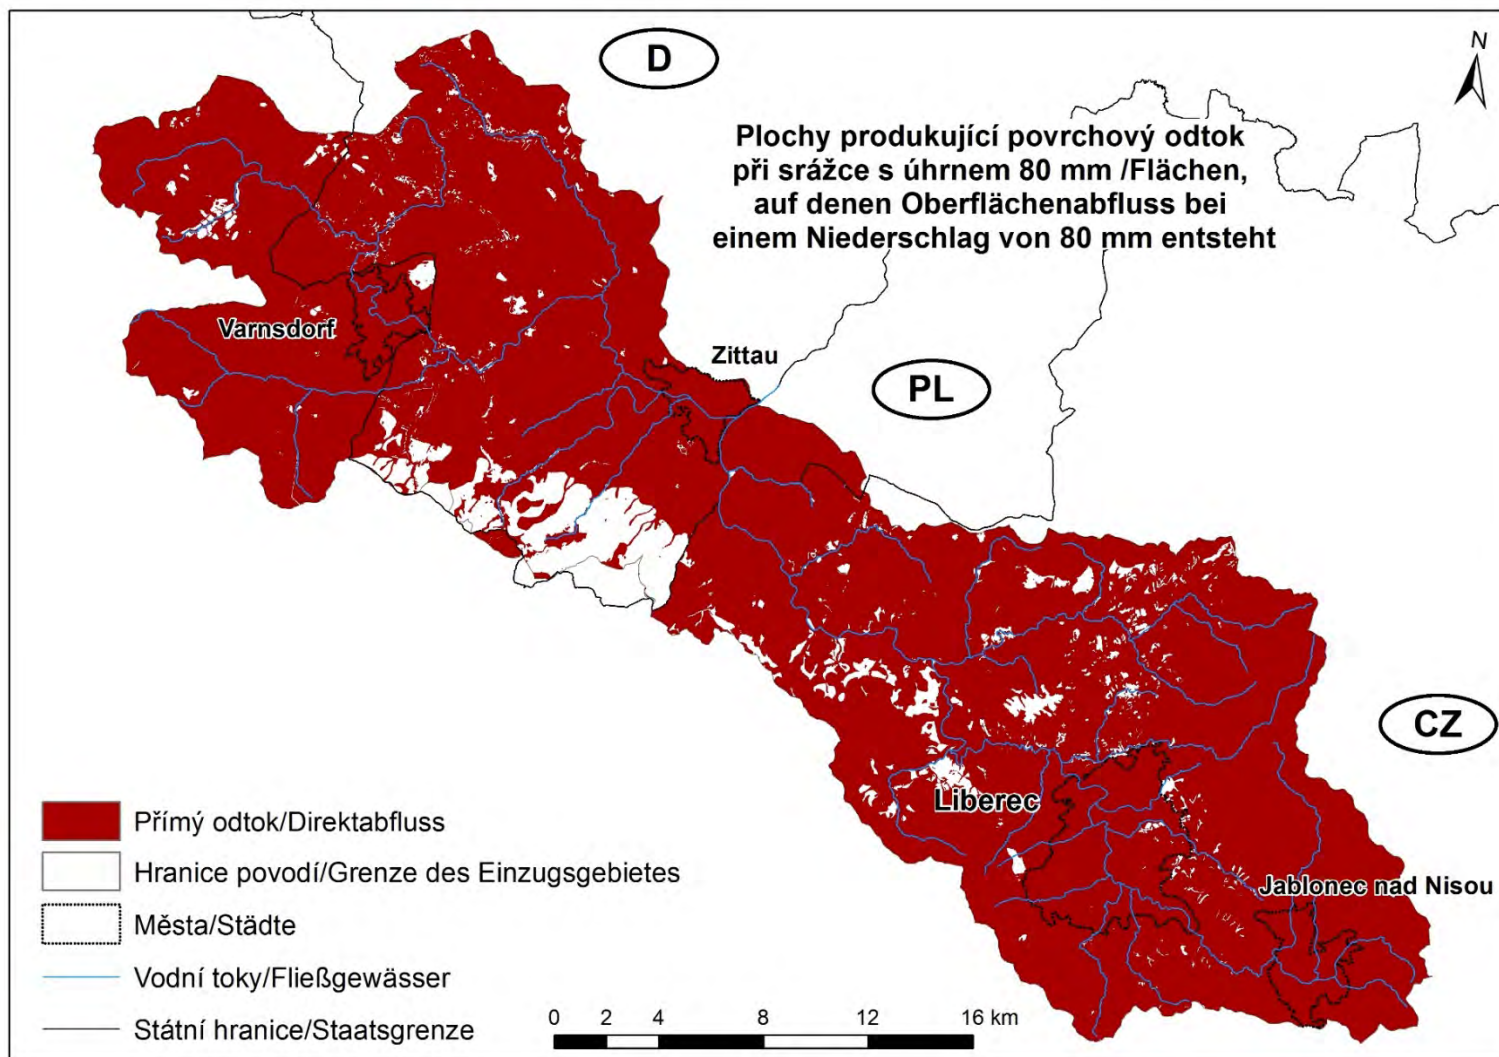 D
N
Plochy produkující povrchový odtok
při srážce s úhrnem 80 mm /Flächen,
auf denen Oberflächenabfluss bei
einem Niederschlag von 80 mm entsteht
Varnsdorf
Zittau
PL
CZ
Liberec
Jablonec nad Nisou
Přímý odtok/Direktabfluss
Hranice povodí/Grenze des Einzugsgebietes
Města/Städte
Vodní toky/Fließgewässer
Státní hranice/Staatsgrenze
0 2 4 8 12 16 km